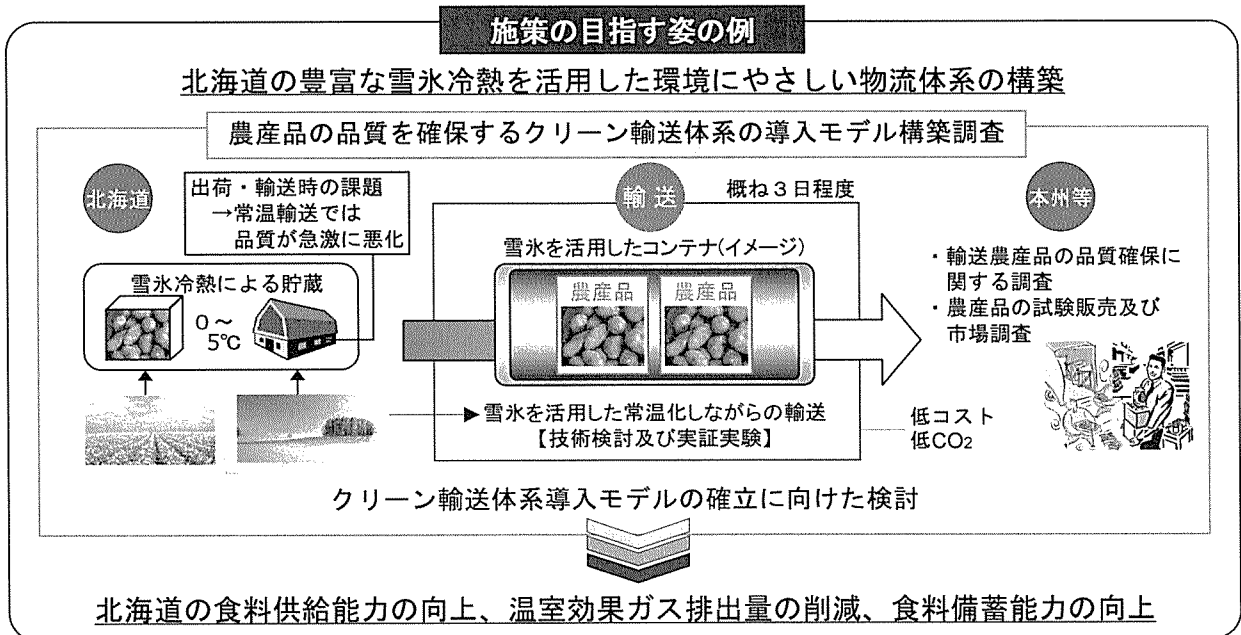 施策の目指す姿の例
北海道の豊富な雪氷冷熱を活用した環境にやさしい物流体系の構築
農産品の品質を確保するクリーン輸送体系の導入モデル構築調査
北海道
出荷・輸送時の課題
→常温輸送では
品質が急激に悪化
雪氷冷熱による貯蔵
0～
5℃
輸送
概ね3日程度
雪氷を活用したコンテナ(イメージ)
農産品
農産品
雪氷を活用した常温化しながらの輸送
【技術検討及び実証実験】
本州等
・輸送農産品の品質確保に
関する調査
・農産品の試験販売及び
市場調査
低コスト
低CO2
クリーン輸送体系導入モデルの確立に向けた検討
北海道の食料供給能力の向上、温室効果ガス排出量の削減、食料備蓄能力の向上